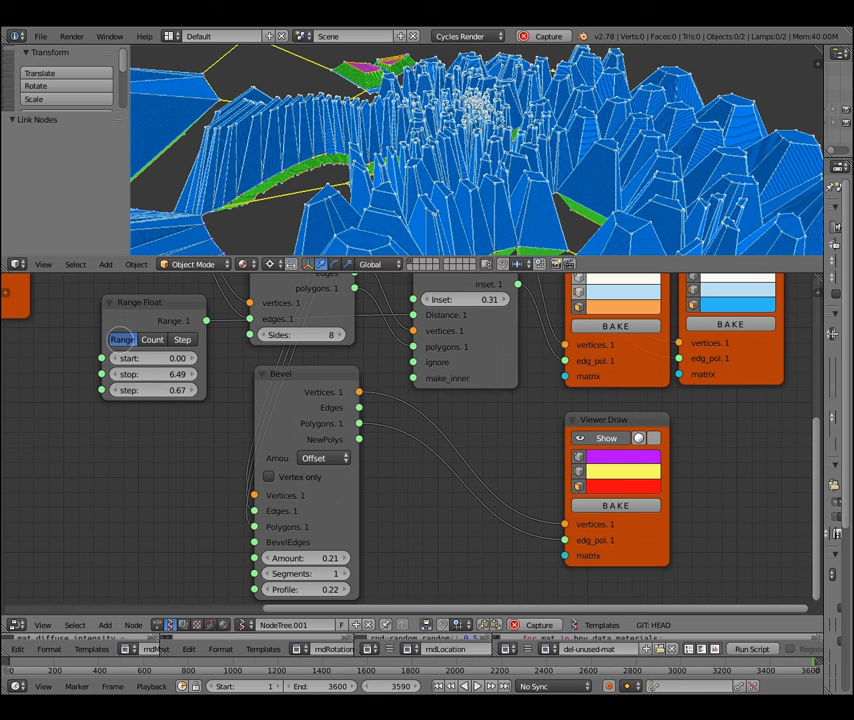 File Render Window Help Default Scene Cycles Render Capture v2.78 | Verts:0 | Faces:0 | Tris:0 | Objects:0/2 | Lamps:0/2 | Mem:40.00M
Transform
Translate
Rotate
Scale
Link Nodes
View Select Add Object Object Mode Global
Range Float
Range. 1
Range Count Step
start: 0.00
stop: 6.49
step: 0.67
polygons. 1
vertices. 1
edges. 1
Sides: 8
inset. 1
Inset: 0.31
Distance. 1
vertices. 1
polygons. 1
ignore
make_inner
BAKE
vertices. 1
edg_pol. 1
matrix
BAKE
vertices. 1
edg_pol. 1
matrix
Bevel
Vertices. 1
Edges
Polygons. 1
NewPolys
Amou Offset
Vertex only
Vertices. 1
Edges. 1
Polygons. 1
BevelEdges
Amount: 0.21
Segments: 1
Profile: 0.22
Viewer Draw
Show
BAKE
vertices. 1
edg_pol. 1
matrix
View Select Add Node NodeTree.001 F Capture Templates GIT: HEAD
Edit Format Templates Edit Format Templates rndRotation rndLocation del-unused-mat Run Script
0 200 400 600 800 1000 1200 1400 1600 1800 2000 2200 2400 2600 2800 3000 3200 3400 3600
View Marker Frame Playback Start: 1 End: 3600 3590 No Sync